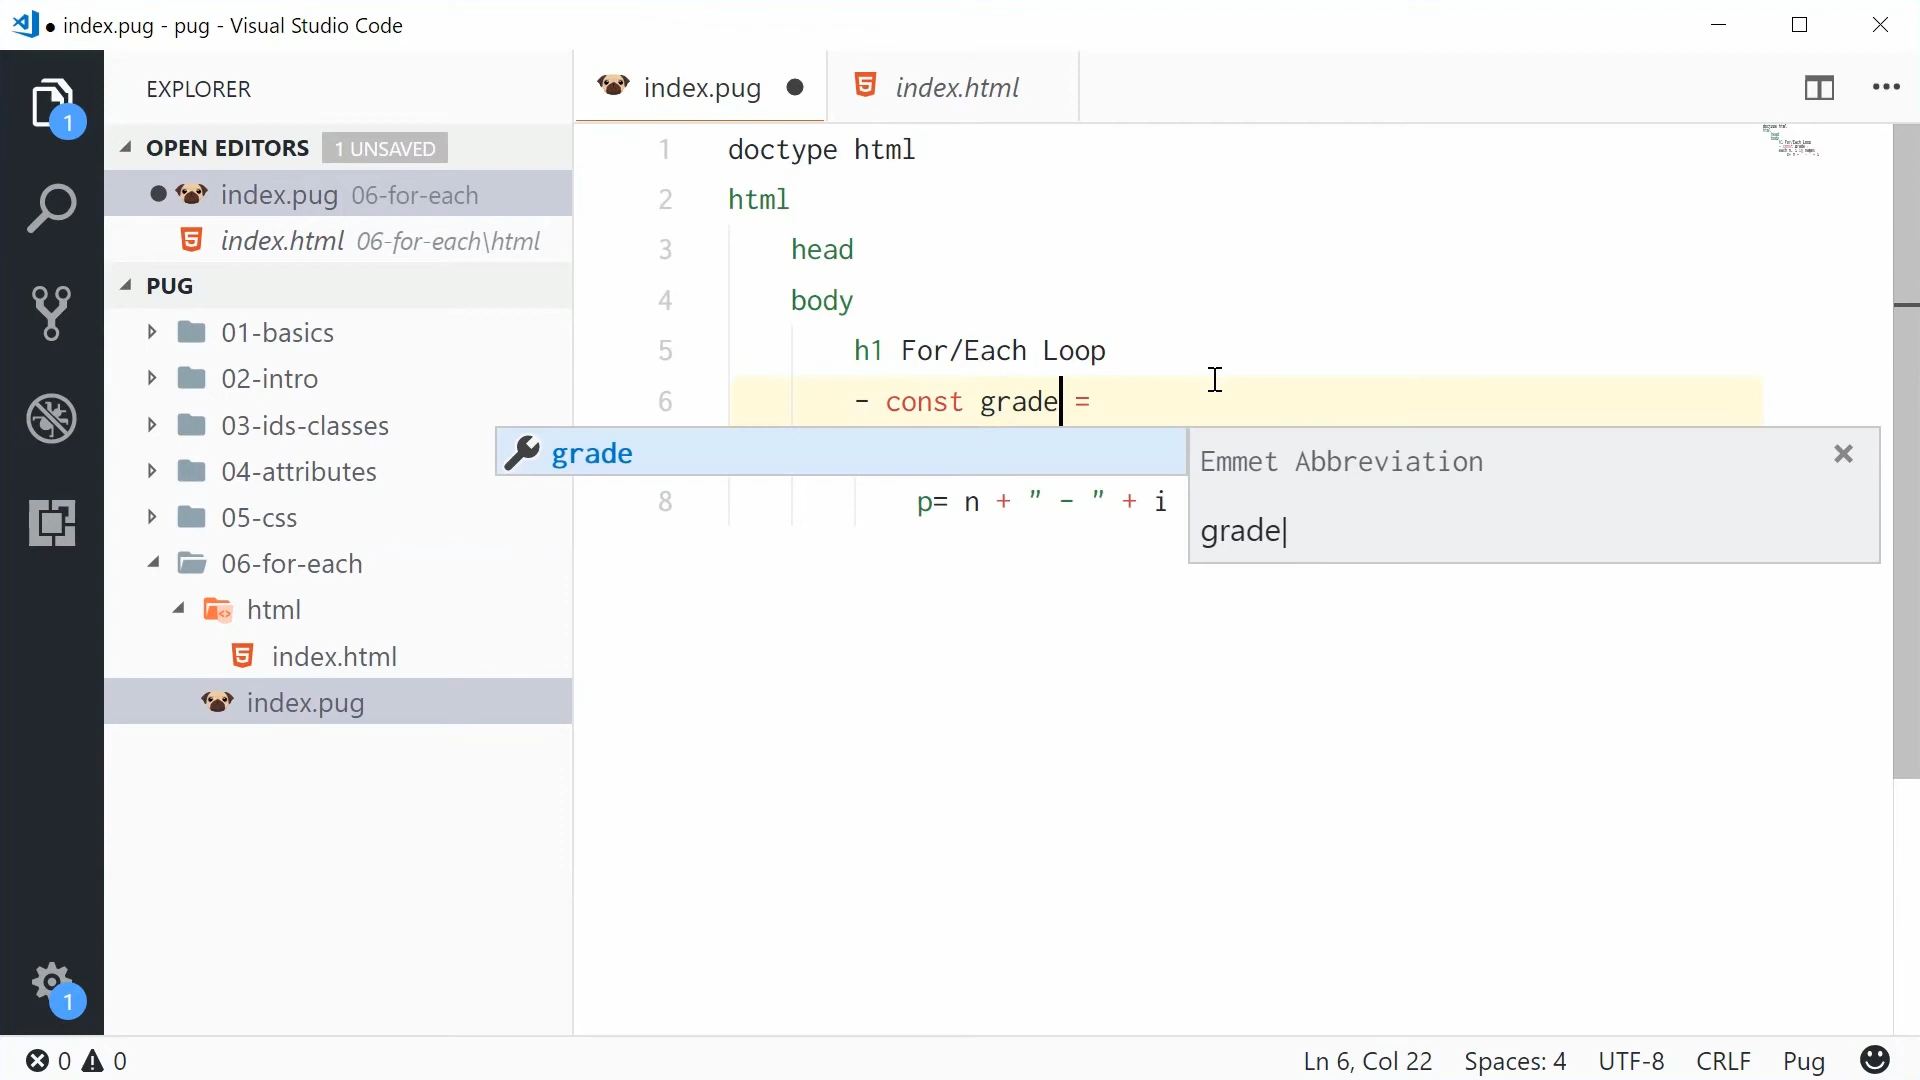 index.pug - pug - Visual Studio Code
EXPLORER
OPEN EDITORS 1 UNSAVED
index.pug 06-for-each
index.html 06-for-each\html
PUG
01-basics
02-intro
03-ids-classes
04-attributes
05-css
06-for-each
html
index.html
index.pug
1
1
index.pug
index.html
1 doctype html
2 html
3 head
4 body
5 h1 For/Each Loop
6 - const grade =
grade
Emmet Abbreviation
grade|
8 p= n + " - " + i
0 0
Ln 6, Col 22 Spaces: 4 UTF-8 CRLF Pug